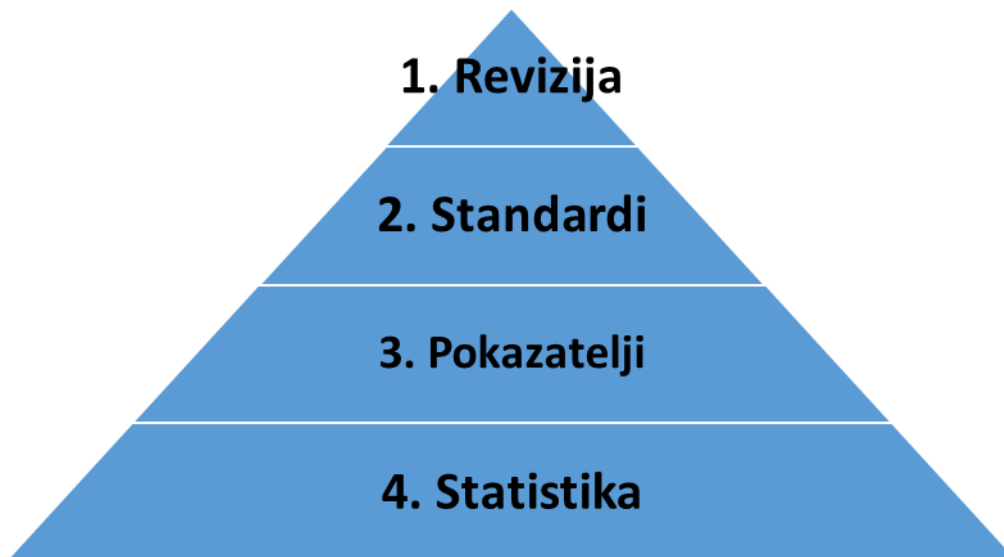 1. Revizija
2. Standardi
3. Pokazatelji
4. Statistika